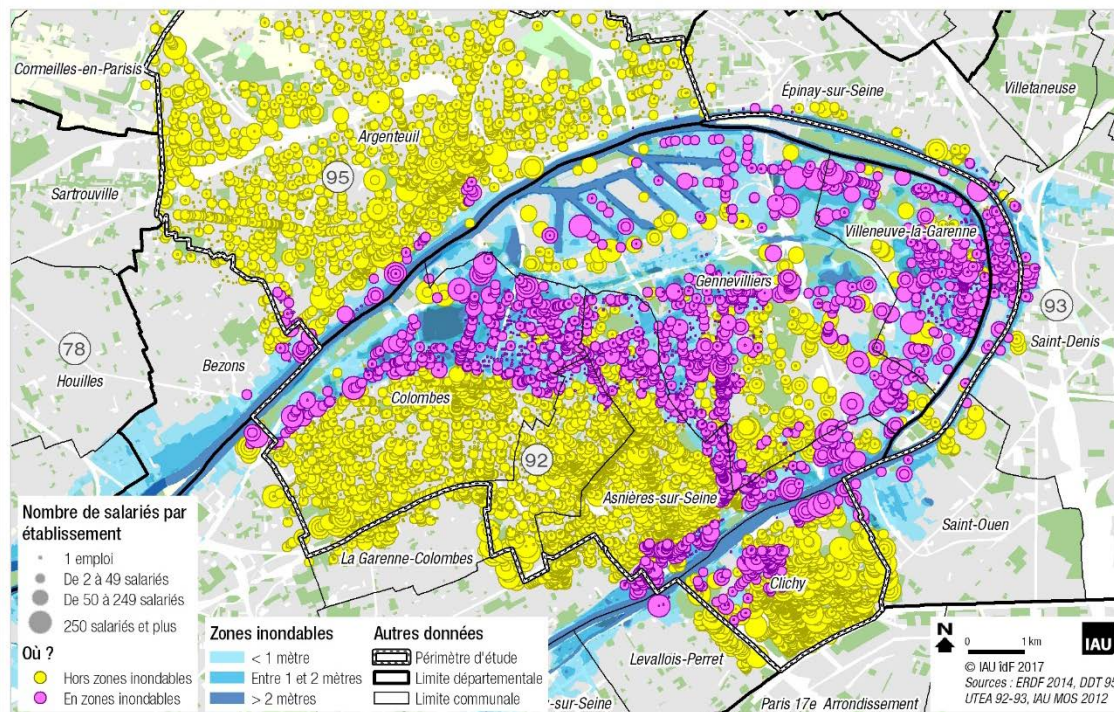 Cormeilles-en-Parisis
Épinay-sur-Seine
Villetaneuse
Argenteuil
95
Sartrouville
Villeneuve-la-Garenne
Gennevilliers
93
Saint-Denis
78
Houilles
Bezons
Colombes
92
Asnières-sur-Seine
Saint-Ouen
La Garenne-Colombes
Clichy
Levallois-Perret
-sur-Seine
Paris 17e Arrondissement
Nombre de salariés par
établissement
1 emploi
De 2 à 49 salariés
De 50 à 249 salariés
250 salariés et plus
Où ?
Hors zones inondables
En zones inondables
Zones inondables
< 1 mètre
Entre 1 et 2 mètres
> 2 mètres
Autres données
Périmètre d'étude
Limite départementale
Limite communale
N
0 1 km
IAU
© IAU îdF 2017
Sources : ERDF 2014, DDT 95
UTEA 92-93, IAU MOS 2012